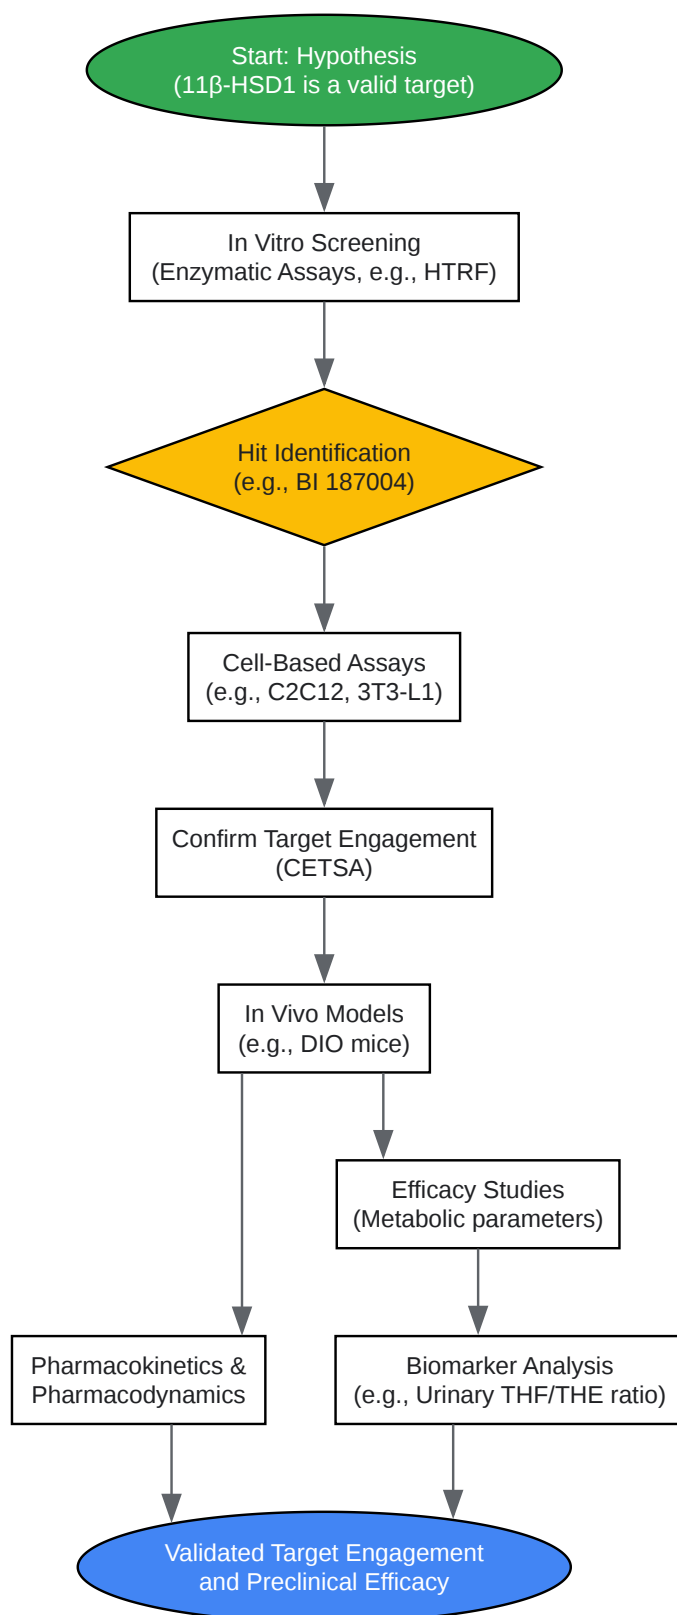 Start: Hypothesis
(11β-HSD1 is a valid target)
In Vitro Screening
(Enzymatic Assays, e.g., HTRF)
Hit Identification
(e.g., BI 187004)
Cell-Based Assays
(e.g., C2C12, 3T3-L1)
Confirm Target Engagement
(CETSA)
In Vivo Models
(e.g., DIO mice)
Efficacy Studies
(Metabolic parameters)
Pharmacokinetics &
Pharmacodynamics
Biomarker Analysis
(e.g., Urinary THF/THE ratio)
Validated Target Engagement
and Preclinical Efficacy